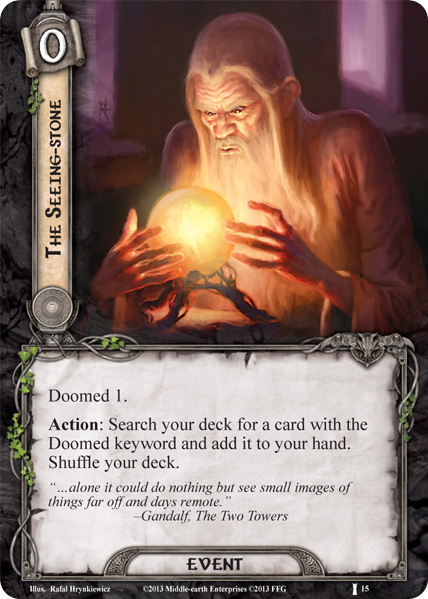 0
The Seeing-stone
Doomed 1.
Action: Search your deck for a card with the
Doomed keyword and add it to your hand.
Shuffle your deck.
“…alone it could do nothing but see small images of
things far off and days remote.”
–Gandalf, The Two Towers
EVENT
Illus. Rafał Hrynkiewicz ©2013 Middle-earth Enterprises ©2013 FFG 15